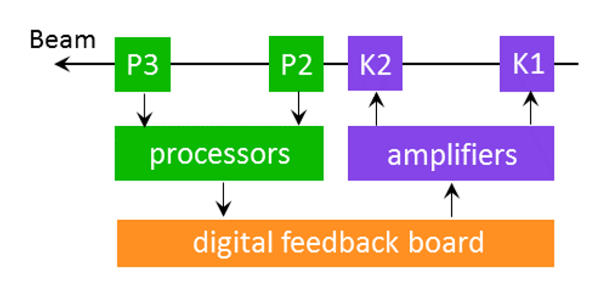 Beam
P3
P2
K2
K1
processors
amplifiers
digital feedback board